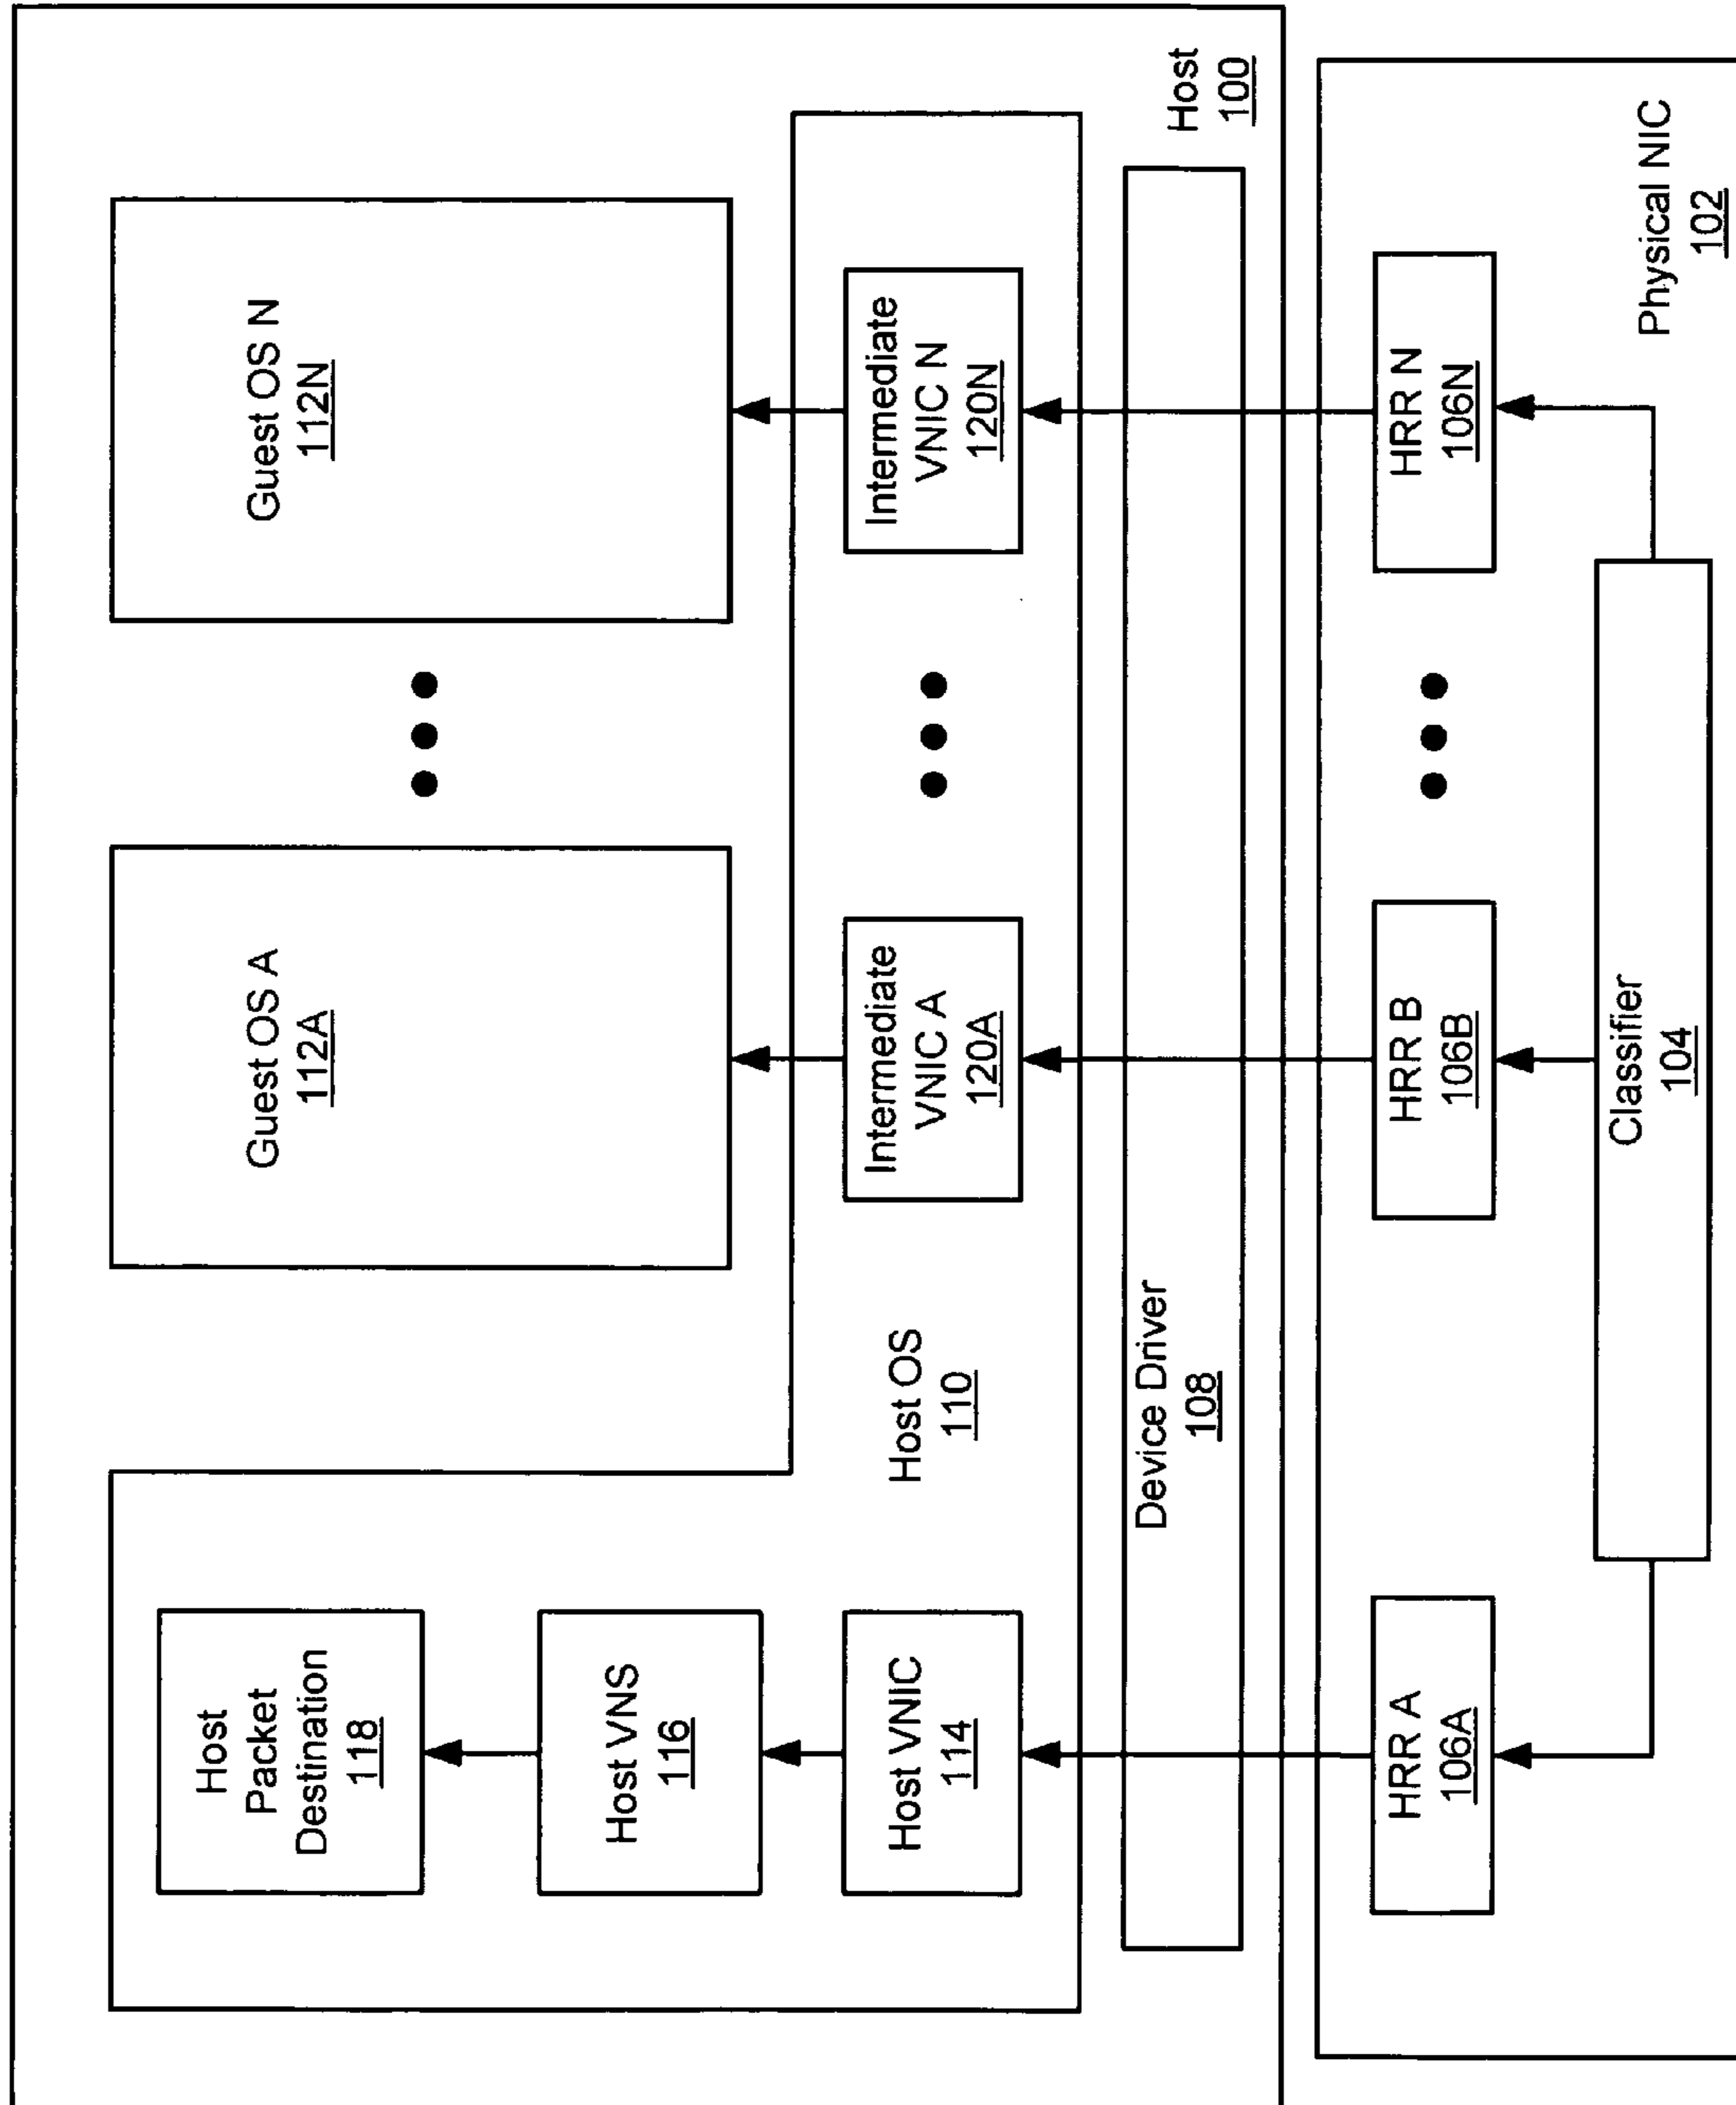 Host
Packet
Destination
118
Host VNS
116
Host VNIC
114
Guest OS A
112A
Guest OS N
112N
Host OS
110
Intermediate
VNIC A
120A
Intermediate
VNIC N
120N
Device Driver
108
Host
100
HRR A
106A
HRR B
106B
HRR N
106N
Classifier
104
Physical NIC
102